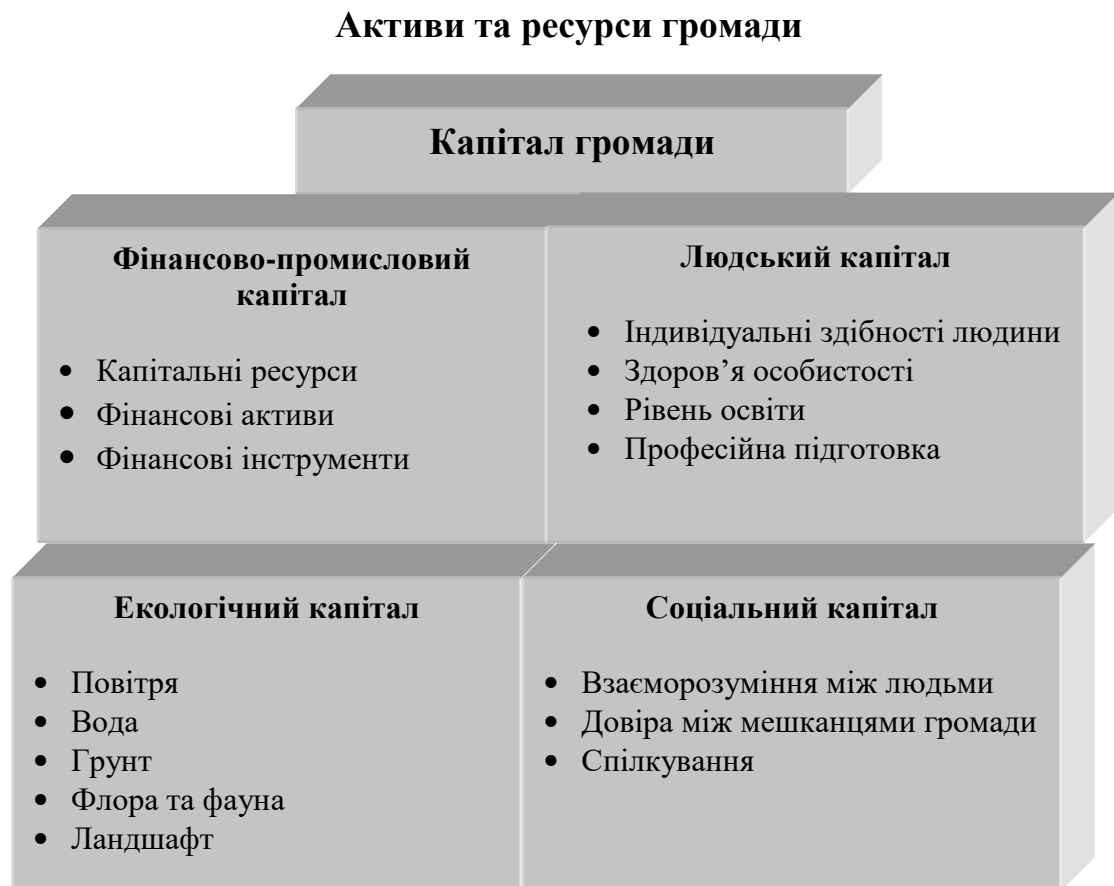 Активи та ресурси громади
Капітал громади
Фінансово-промисловий
капітал
• Капітальні ресурси
• Фінансові активи
• Фінансові інструменти
Людський капітал
• Індивідуальні здібності людини
• Здоров’я особистості
• Рівень освіти
• Професійна підготовка
Екологічний капітал
• Повітря
• Вода
• Грунт
• Флора та фауна
• Ландшафт
Соціальний капітал
• Взаєморозуміння між людьми
• Довіра між мешканцями громади
• Спілкування